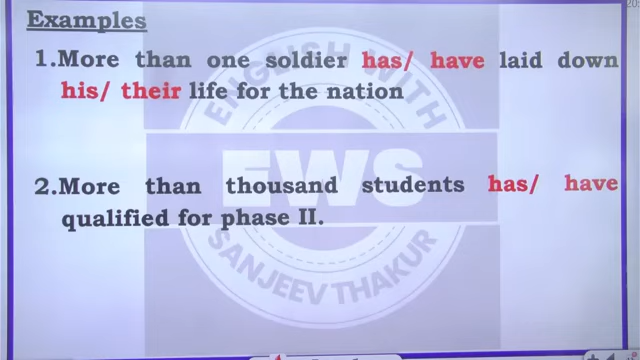 Examples
1.More than one soldier has/ have laid down
his/ their life for the nation
2.More than thousand students has/ have
qualified for phase II.
ENGLISH WITH
EWS
SANJEEV THAKUR